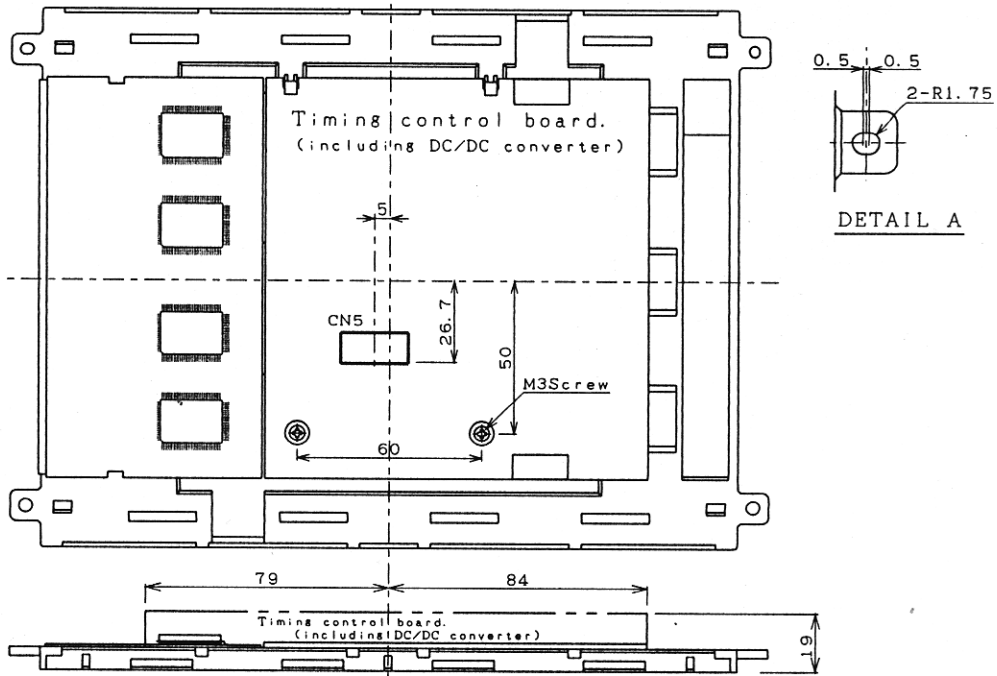 Timing control board.
(including DC/DC converter)
5
CN5
26.7
50
M3Screw
60
0.5 0.5
2-R1.75
DETAIL A
79
84
Timing control board.
(including DC/DC converter)
19